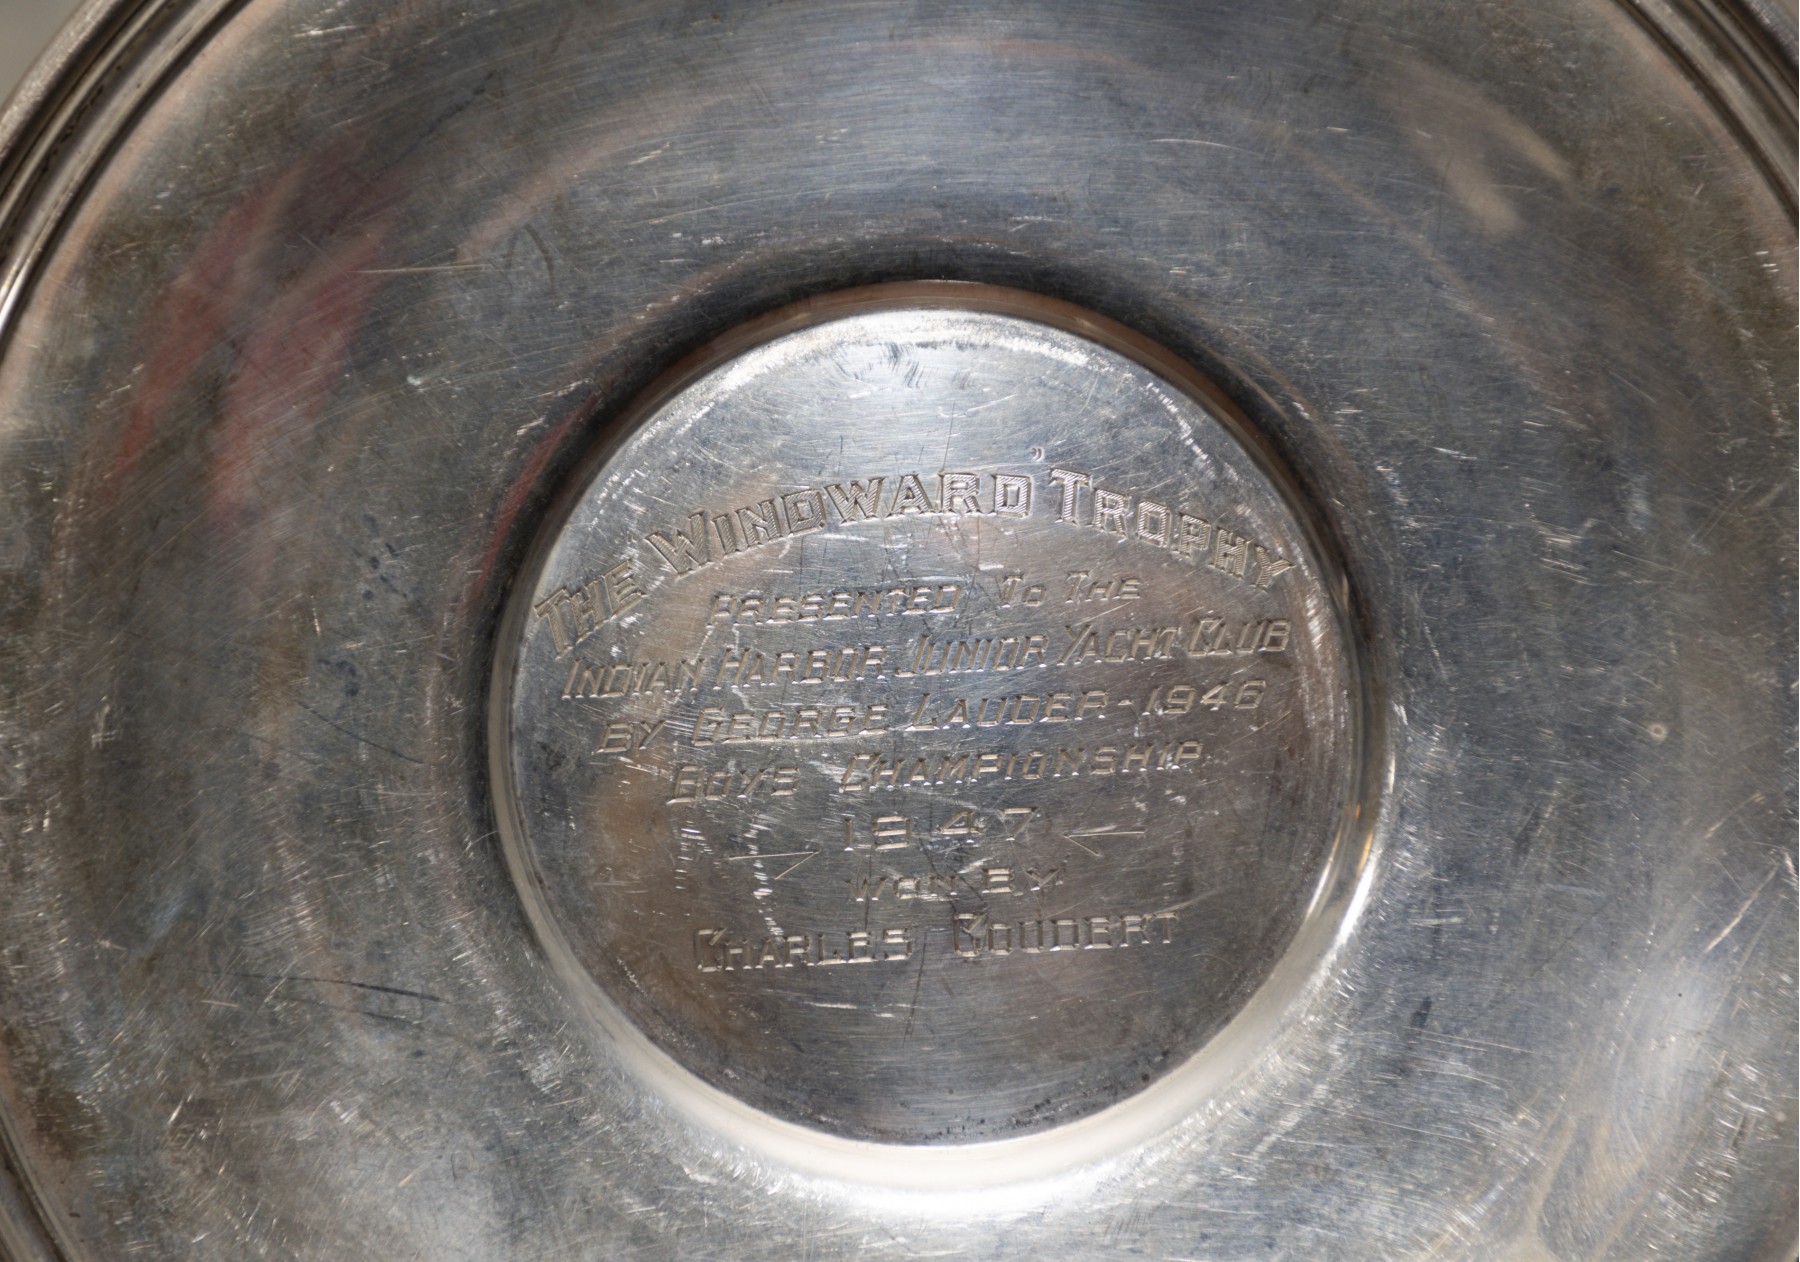 THE "WINDWARD" TROPHY
PRESENTED TO THE
INDIAN HARBOR JUNIOR YACHT CLUB
BY GEORGE LAUDER - 1946
BOYS CHAMPIONSHIP
1947
WON BY
CHARLES COUDERT